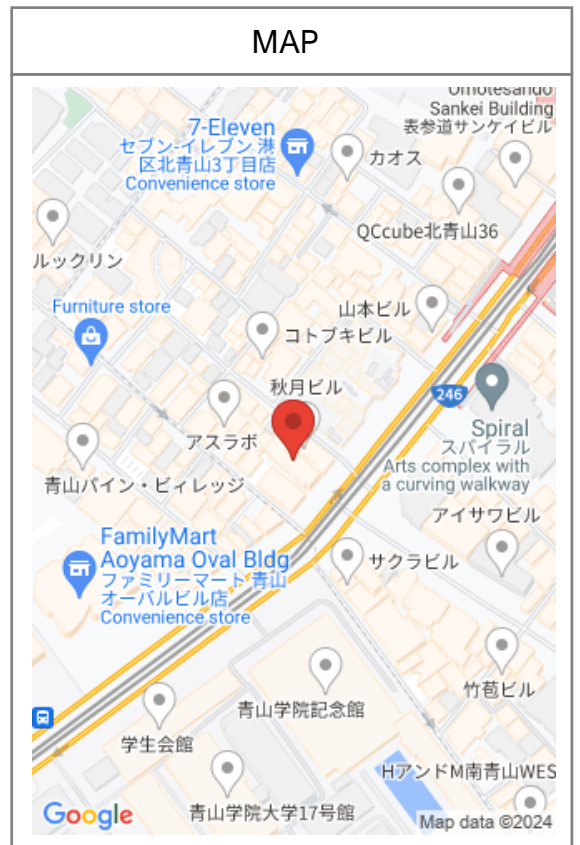 MAP
Omotesando
Sankei Building
表参道サンケイビル
7-Eleven
セブン-イレブン 港
区北青山3丁目店
Convenience store
カオス
QCcube北青山36
ルックリン
Furniture store
山本ビル
コトブキビル
246
秋月ビル
アスラボ
Spiral
スパイラル
Arts complex with
a curving walkway
青山パイン・ビィレッジ
アイサワビル
FamilyMart
Aoyama Oval Bldg
ファミリーマート 青山
オーバルビル店
Convenience store
サクラビル
竹苞ビル
青山学院記念館
学生会館
HアンドM南青山WES
青山学院大学17号館
Google
Map data ©2024